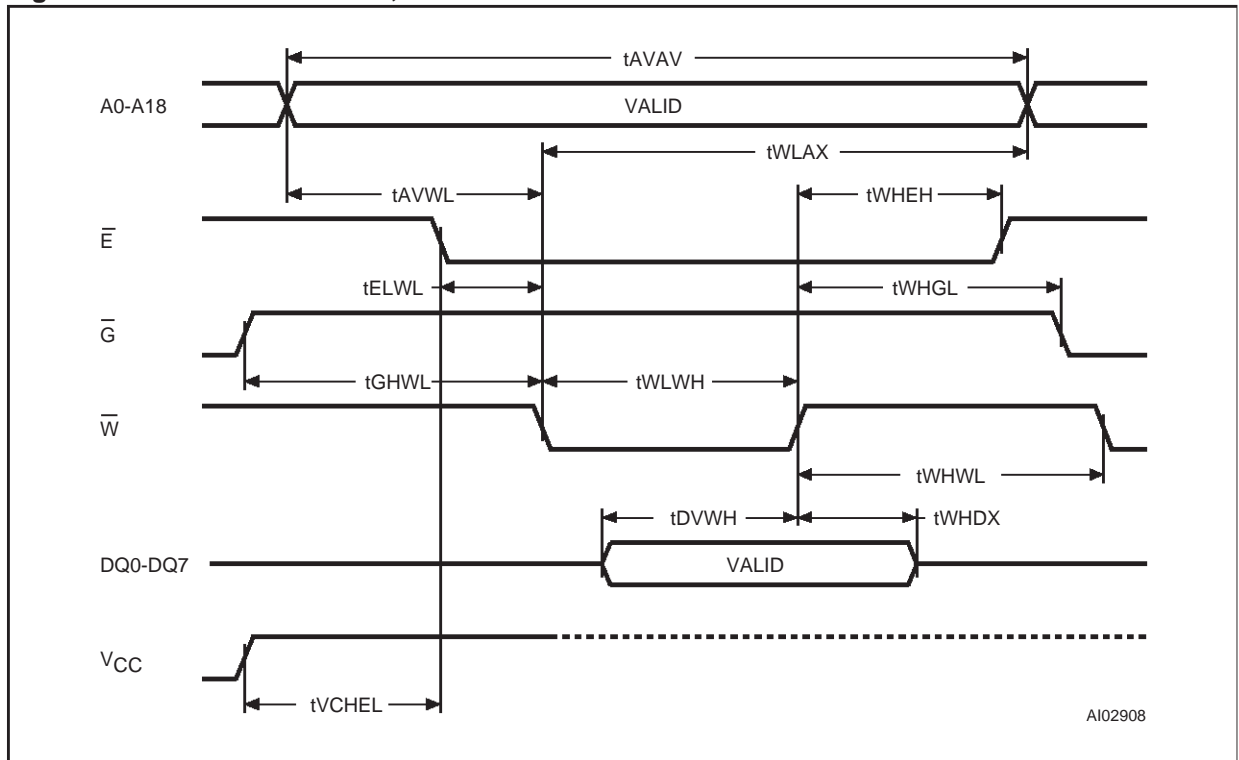 tAVAV
A0-A18
VALID
tWLAX
tAVWL
tWHEH
E
tELWL
tWHGL
G
tGHWL
tWLWH
W
tWHWL
tDVWH
tWHDX
DQ0-DQ7
VALID
VCC
tVCHEL
AI02908